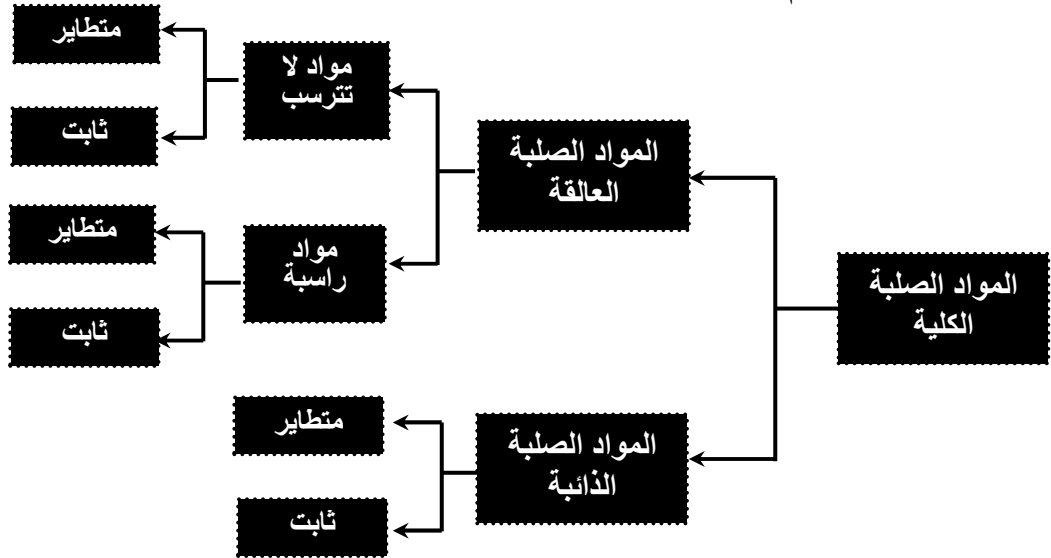 المواد الصلبة
الكلية
المواد الصلبة
العالقة
مواد لا
تترسب
متطاير
ثابت
مواد
راسبة
متطاير
ثابت
المواد الصلبة
الذائبة
متطاير
ثابت